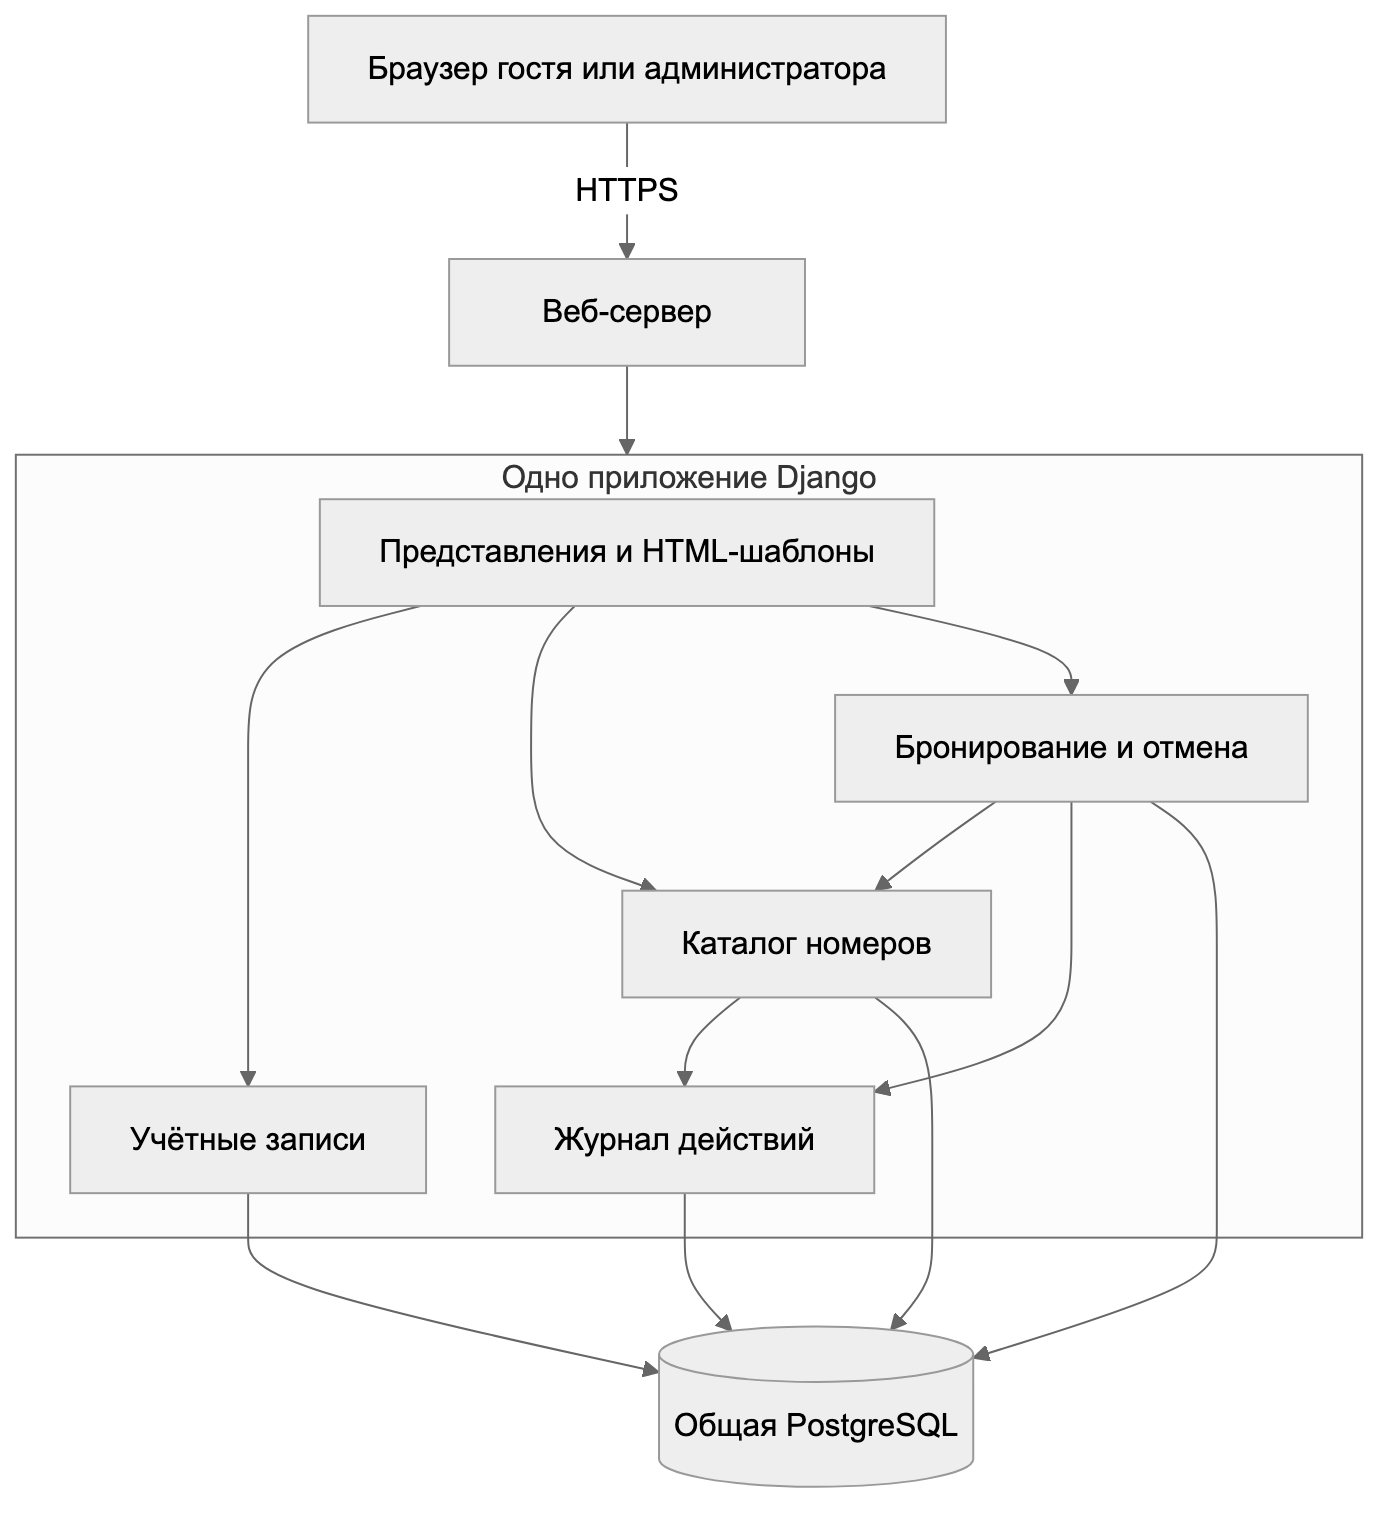 Браузер гостя или администратора
HTTPS
Веб-сервер
Одно приложение Django
Представления и HTML-шаблоны
Бронирование и отмена
Каталог номеров
Учётные записи
Журнал действий
Общая PostgreSQL